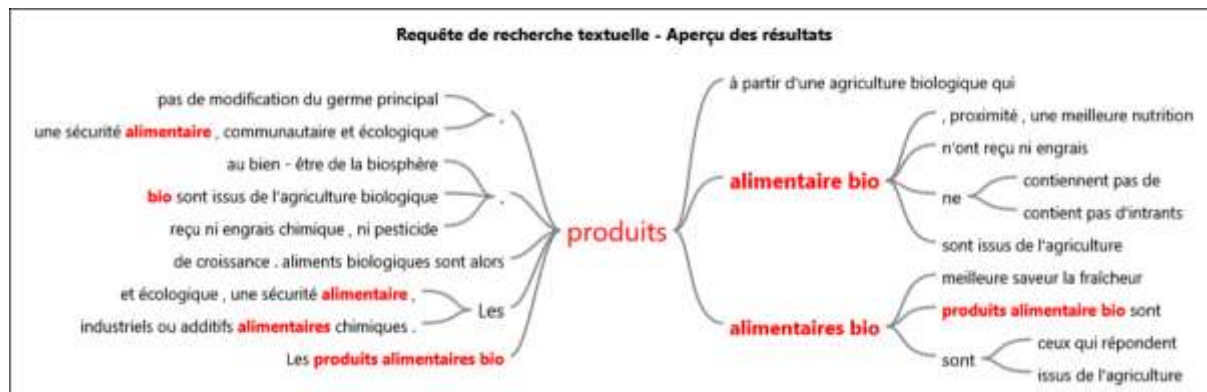 Requête de recherche textuelle - Aperçu des résultats
pas de modification du germe principal
une sécurité alimentaire , communautaire et écologique
,
au bien - être de la biosphère
bio sont issus de l'agriculture biologique
reçu ni engrais chimique , ni pesticide
.
de croissance . aliments biologiques sont alors
et écologique , une sécurité alimentaire ,
industriels ou additifs alimentaires chimiques .
Les
Les produits alimentaires bio
produits
à partir d'une agriculture biologique qui
alimentaire bio
, proximité , une meilleure nutrition
n'ont reçu ni engrais
ne
contiennent pas de
contient pas d'intrants
sont issus de l'agriculture
alimentaires bio
meilleure saveur la fraîcheur
produits alimentaire bio sont
sont
ceux qui répondent
issus de l'agriculture